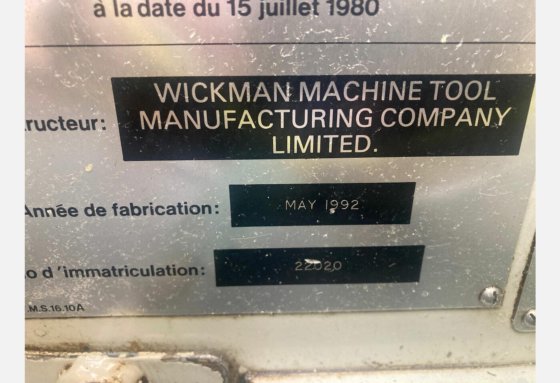 à la date du 15 juillet 1980
ructeur: WICKMAN MACHINE TOOL
MANUFACTURING COMPANY
LIMITED.
Année de fabrication: MAY 1992
o d'immatriculation: 22020
.M.S.16.10A